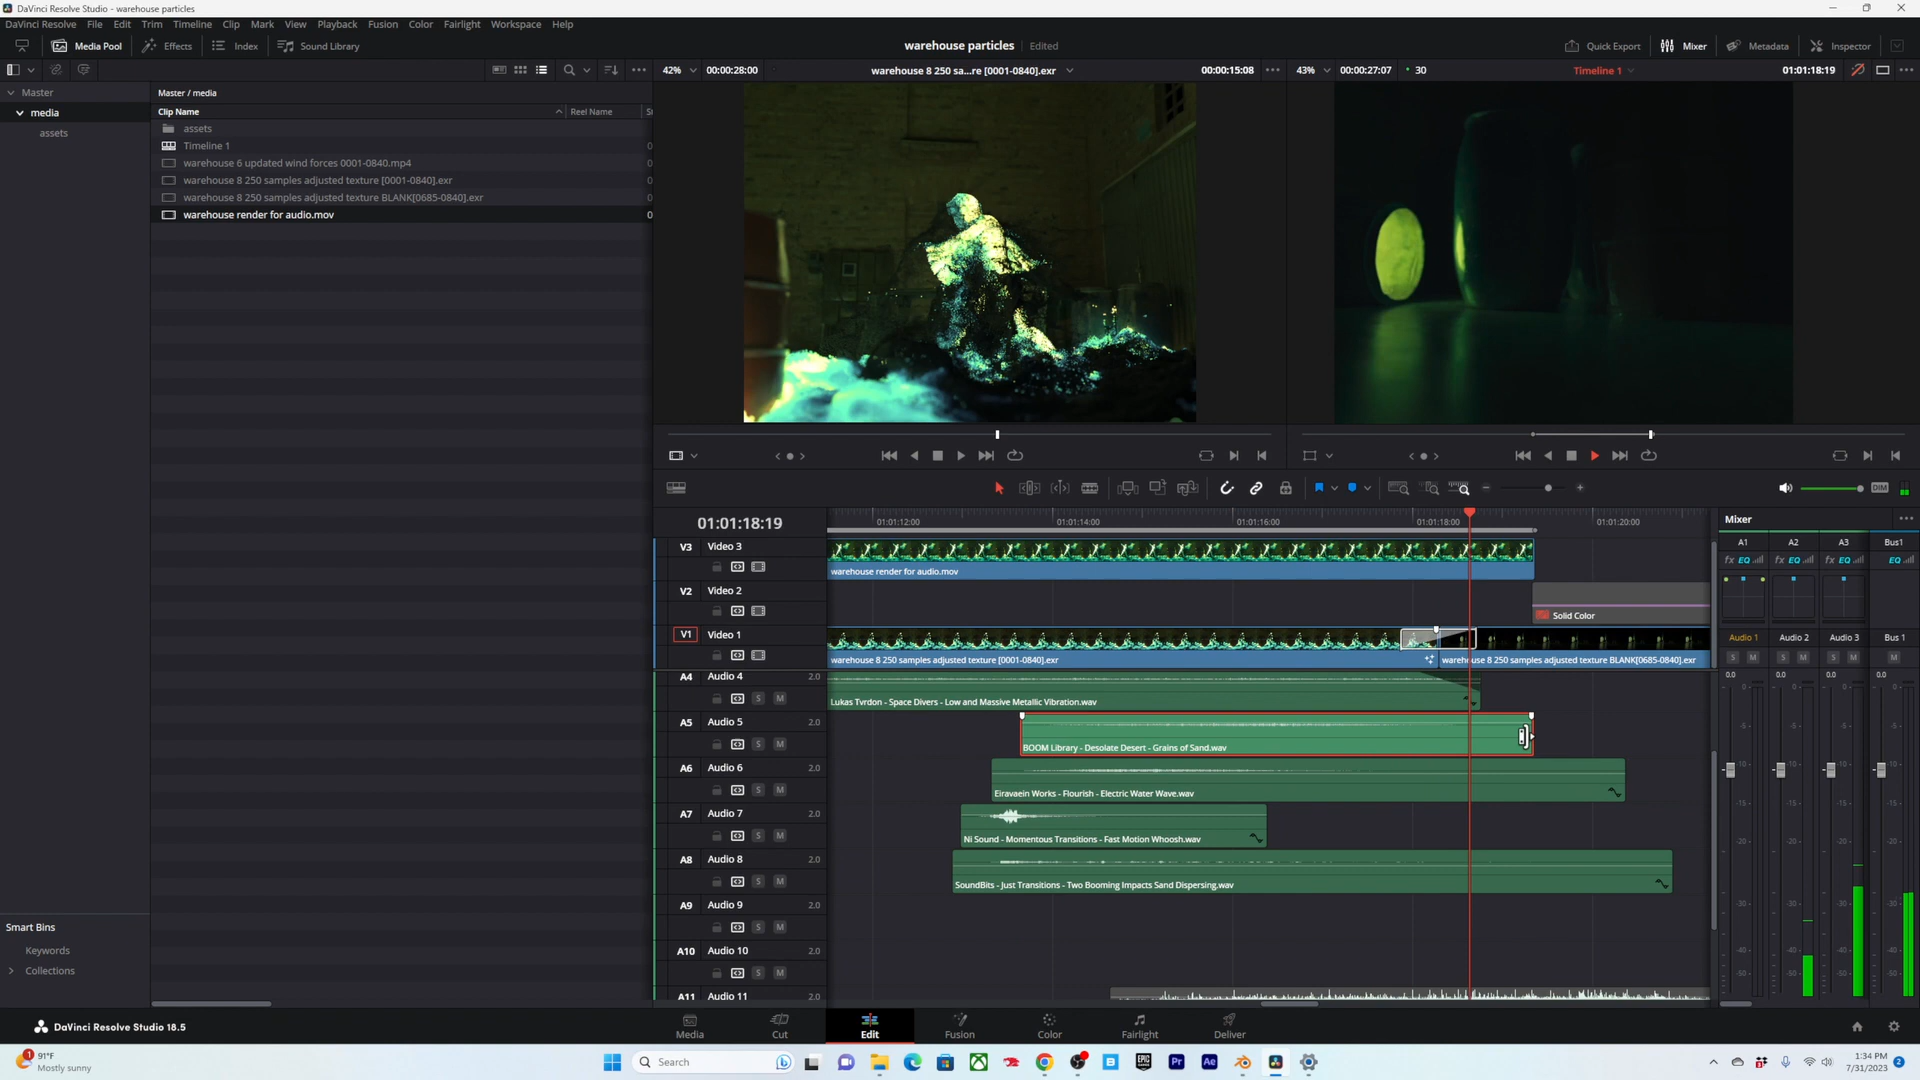 DaVinci Resolve Studio - warehouse particles
DaVinci Resolve File Edit Trim Timeline Clip Mark View Playback Fusion Color Fairlight Workspace Help
Media Pool Effects Index Sound Library
warehouse particles Edited
Quick Export Mixer Metadata Inspector
42% 00:00:28:00 warehouse 8 250 sa...re [0001-0840].exr 00:00:15:08
43% 00:00:27:07 30 Timeline 1 01:01:18:19
Master
media
assets
Master / media
Clip Name Reel Name
assets
Timeline 1
warehouse 6 updated wind forces 0001-0840.mp4
warehouse 8 250 samples adjusted texture [0001-0840].exr
warehouse 8 250 samples adjusted texture BLANK[0685-0840].exr
warehouse render for audio.mov
DIM
01:01:18:19
01:01:12:00 01:01:14:00 01:01:16:00 01:01:18:00 01:01:20:00
V3 Video 3
warehouse render for audio.mov
V2 Video 2
Solid Color
V1 Video 1
warehouse 8 250 samples adjusted texture [0001-0840].exr
warehouse 8 250 samples adjusted texture BLANK[0685-0840].exr
A4 Audio 4 2.0
S M
Lukas Tvrdon - Space Divers - Low and Massive Metallic Vibration.wav
A5 Audio 5 2.0
S M
BOOM Library - Desolate Desert - Grains of Sand.wav
A6 Audio 6 2.0
S M
Eiravaein Works - Flourish - Electric Water Wave.wav
A7 Audio 7 2.0
S M
Ni Sound - Momentous Transitions - Fast Motion Whoosh.wav
A8 Audio 8 2.0
S M
SoundBits - Just Transitions - Two Booming Impacts Sand Dispersing.wav
A9 Audio 9 2.0
S M
A10 Audio 10 2.0
S M
A11 Audio 11 2.0
Mixer
A1 A2 A3 Bus1
fx EQ fx EQ fx EQ EQ
Audio 1 Audio 2 Audio 3 Bus 1
S M S M S M M
0.0 0.0 0.0 0.0
Smart Bins
Keywords
Collections
DaVinci Resolve Studio 18.5
Media Cut Edit Fusion Color Fairlight Deliver
1
91°F
Mostly sunny
Search
Pr Ae
1:34 PM
7/31/2023
2